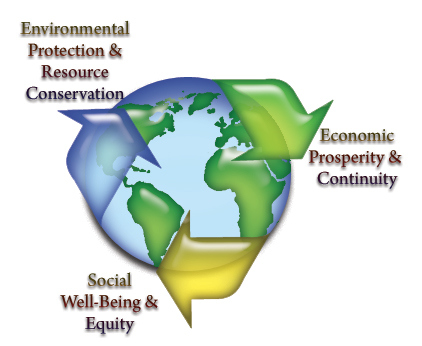 Environmental
Protection &
Resource
Conservation
Economic
Prosperity &
Continuity
Social
Well-Being &
Equity